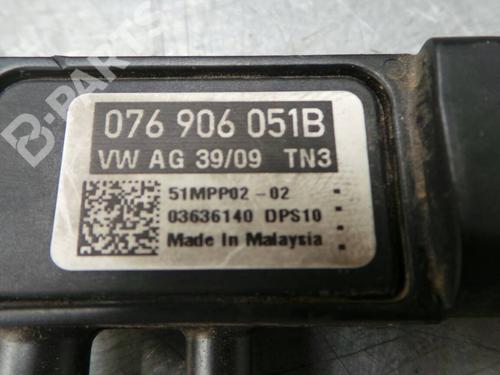 B-PARTS
076 906 051B
VW AG 39/09 TN3
51MPP02-02
03636140 DPS10
Made In Malaysia